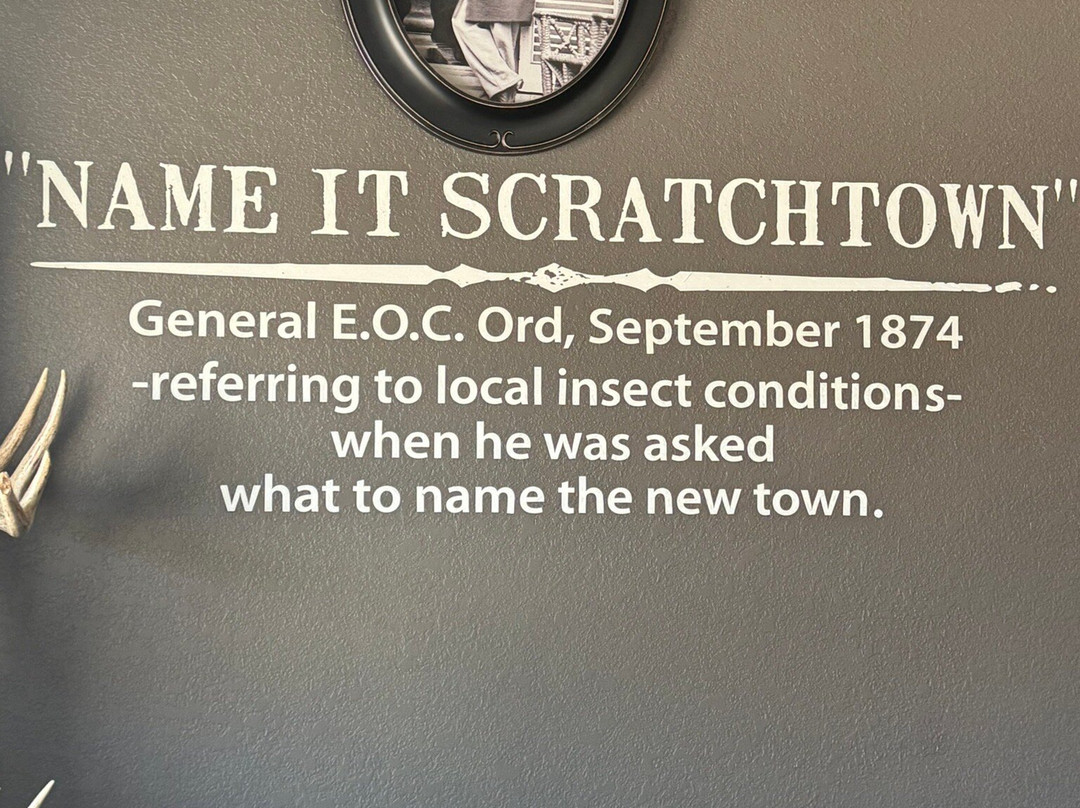 "NAME IT SCRATCHTOWN"
General E.O.C. Ord, September 1874
-referring to local insect conditions-
when he was asked
what to name the new town.